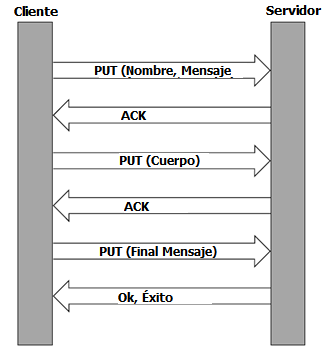 Cliente
Servidor
PUT (Nombre, Mensaje
ACK
PUT (Cuerpo)
ACK
PUT (Final Mensaje)
Ok, Éxito